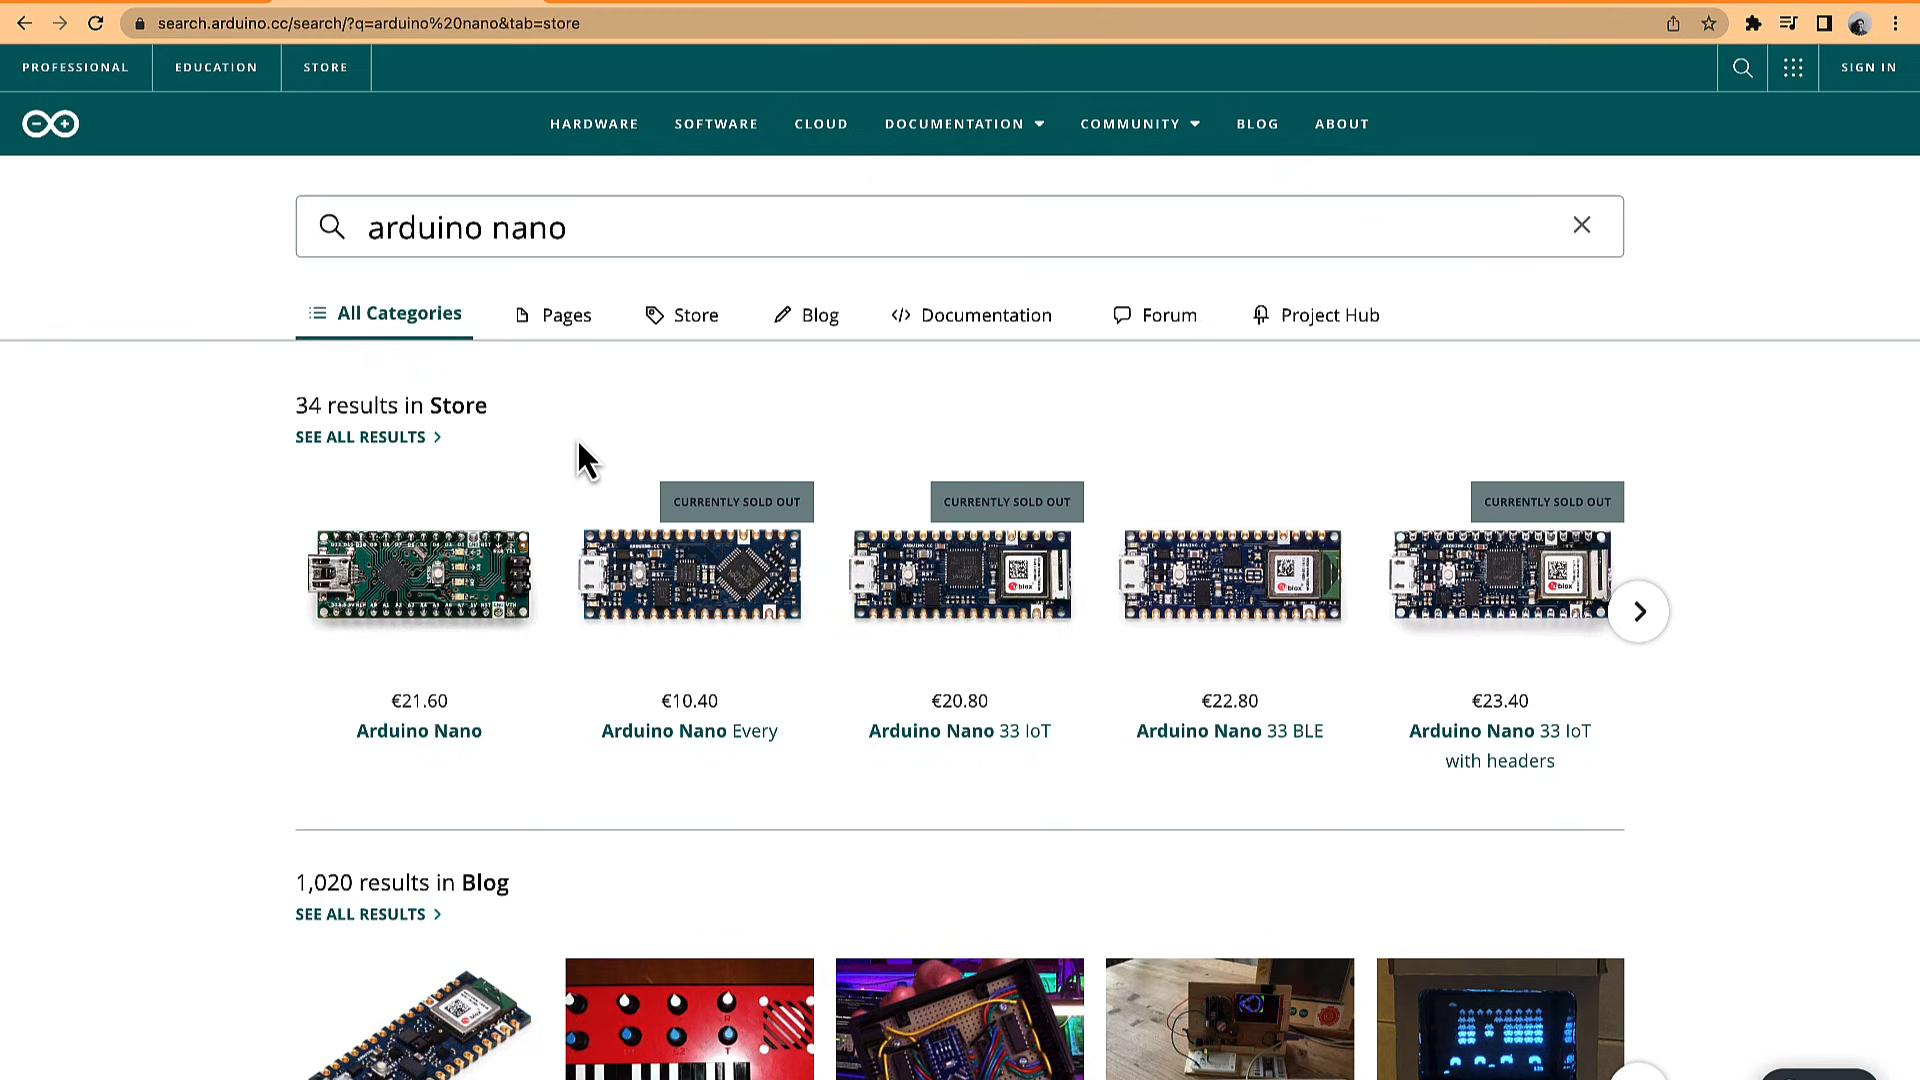 search.arduino.cc/search/?q=arduino%20nano&tab=store
PROFESSIONAL EDUCATION STORE SIGN IN
HARDWARE SOFTWARE CLOUD DOCUMENTATION COMMUNITY BLOG ABOUT
arduino nano
All Categories Pages Store Blog Documentation Forum Project Hub
34 results in Store
SEE ALL RESULTS >
CURRENTLY SOLD OUT CURRENTLY SOLD OUT CURRENTLY SOLD OUT
€21.60 €10.40 €20.80 €22.80 €23.40
Arduino Nano Arduino Nano Every Arduino Nano 33 IoT Arduino Nano 33 BLE Arduino Nano 33 IoT
with headers
1,020 results in Blog
SEE ALL RESULTS >